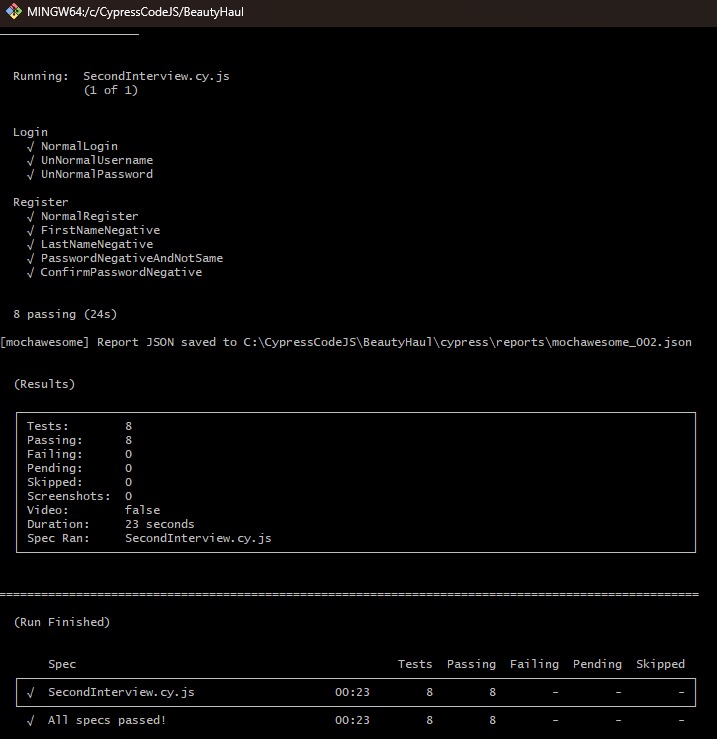 MINGW64:/c/CypressCodeJS/BeautyHaul
Running: SecondInterview.cy.js
(1 of 1)
Login
√ NormalLogin
√ UnNormalUsername
√ UnNormalPassword
Register
√ NormalRegister
√ FirstNameNegative
√ LastNameNegative
√ PasswordNegativeAndNotSame
√ ConfirmPasswordNegative
8 passing (24s)
[mochawesome] Report JSON saved to C:\CypressCodeJS\BeautyHaul\cypress\reports\mochawesome_002.json
(Results)
Tests: 8
Passing: 8
Failing: 0
Pending: 0
Skipped: 0
Screenshots: 0
Video: false
Duration: 23 seconds
Spec Ran: SecondInterview.cy.js
(Run Finished)
Spec Tests Passing Failing Pending Skipped
√ SecondInterview.cy.js 00:23 8 8 - - -
√ All specs passed! 00:23 8 8 - - -